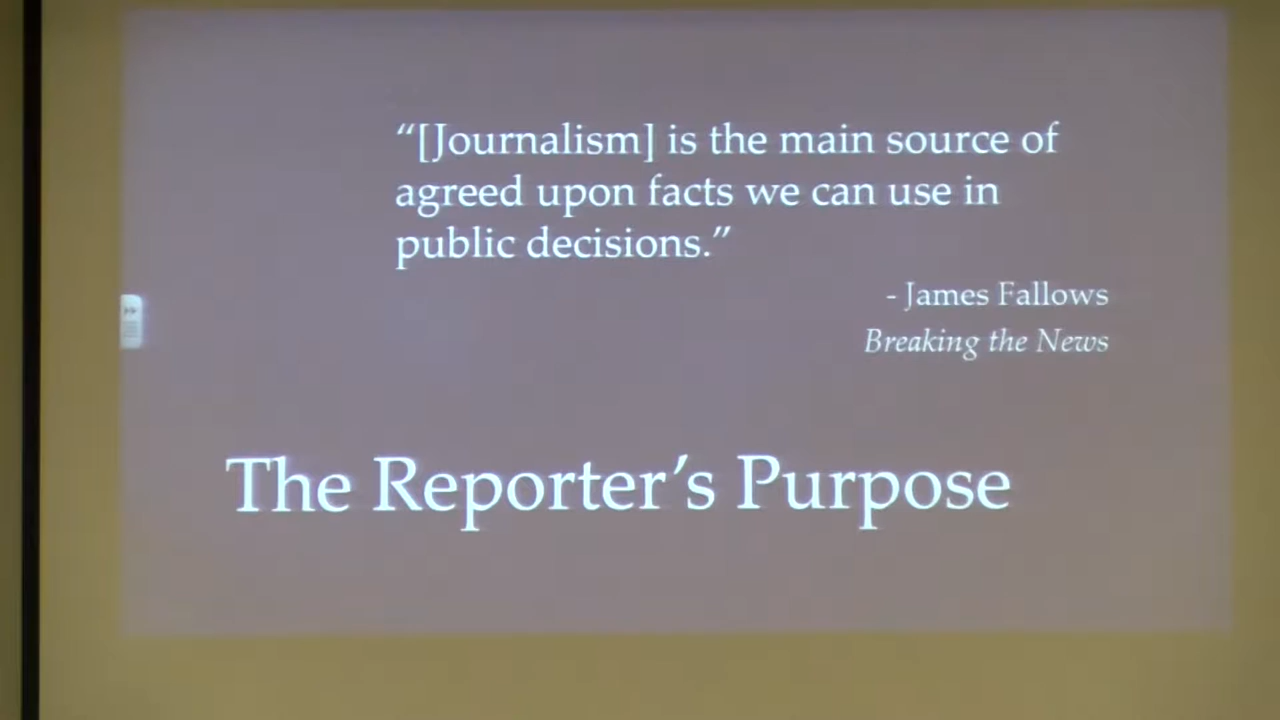 “[Journalism] is the main source of
agreed upon facts we can use in
public decisions.”
- James Fallows
Breaking the News
The Reporter’s Purpose